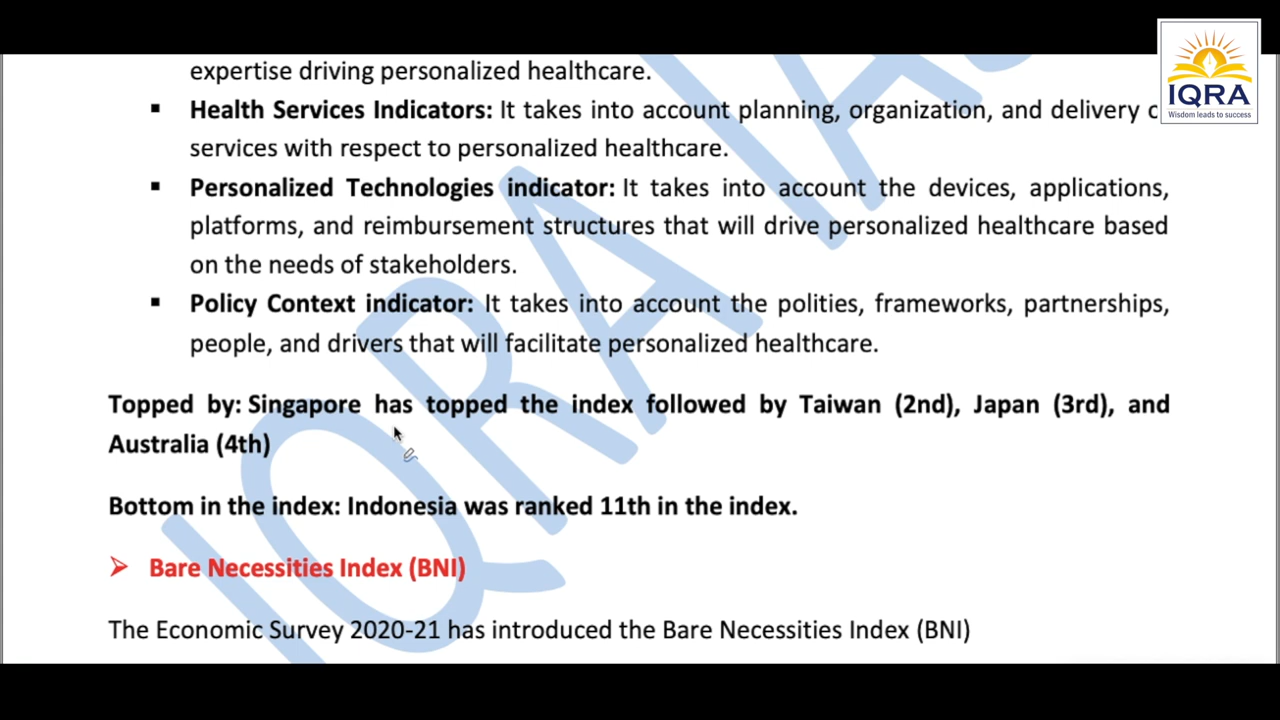 expertise driving personalized healthcare.
▪ Health Services Indicators: It takes into account planning, organization, and delivery
services with respect to personalized healthcare.
▪ Personalized Technologies indicator: It takes into account the devices, applications,
platforms, and reimbursement structures that will drive personalized healthcare based
on the needs of stakeholders.
▪ Policy Context indicator: It takes into account the polities, frameworks, partnerships,
people, and drivers that will facilitate personalized healthcare.
Topped by: Singapore has topped the index followed by Taiwan (2nd), Japan (3rd), and
Australia (4th)
Bottom in the index: Indonesia was ranked 11th in the index.
➢ Bare Necessities Index (BNI)
The Economic Survey 2020-21 has introduced the Bare Necessities Index (BNI)
IQRA
Wisdom leads to success
IQRA